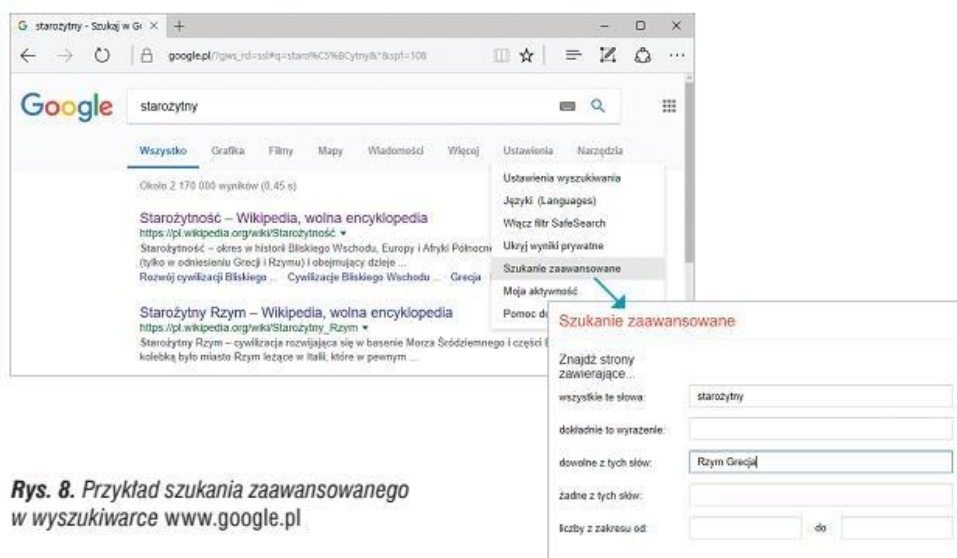 starożytny - Szukaj w G
google.pl/?gws_rd=ssl#q=staro%C5%BCytny&*&spf=108
Google
starożytny
Wszystko Grafika Filmy Mapy Wiadomości Więcej Ustawienia Narzędzia
Około 2 170 000 wyników (0,45 s)
Starożytność – Wikipedia, wolna encyklopedia
https://pl.wikipedia.org/wiki/Starożytność
Starożytność – okres w historii Bliskiego Wschodu, Europy i Afryki Północne
(tylko w odniesieniu Grecji i Rzymu) i obejmujący dzieje ...
Rozwój cywilizacji Bliskiego ... Cywilizacje Bliskiego Wschodu ... Grecja
Starożytny Rzym – Wikipedia, wolna encyklopedia
https://pl.wikipedia.org/wiki/Starożytny_Rzym
Starożytny Rzym – cywilizacja rozwijająca się w basenie Morza Śródziemnego i części E
kolebką było miasto Rzym leżące w Italii, które w pewnym ...
Ustawienia wyszukiwania
Języki (Languages)
Włącz filtr SafeSearch
Ukryj wyniki prywatne
Szukanie zaawansowane
Moja aktywność
Pomoc do
Szukanie zaawansowane
Znajdź strony
zawierające...
wszystkie te słowa: starożytny
dokładnie to wyrażenie:
dowolne z tych słów: Rzym Grecja
żadne z tych słów:
liczby z zakresu od: do
Rys. 8. Przykład szukania zaawansowanego
w wyszukiwarce www.google.pl